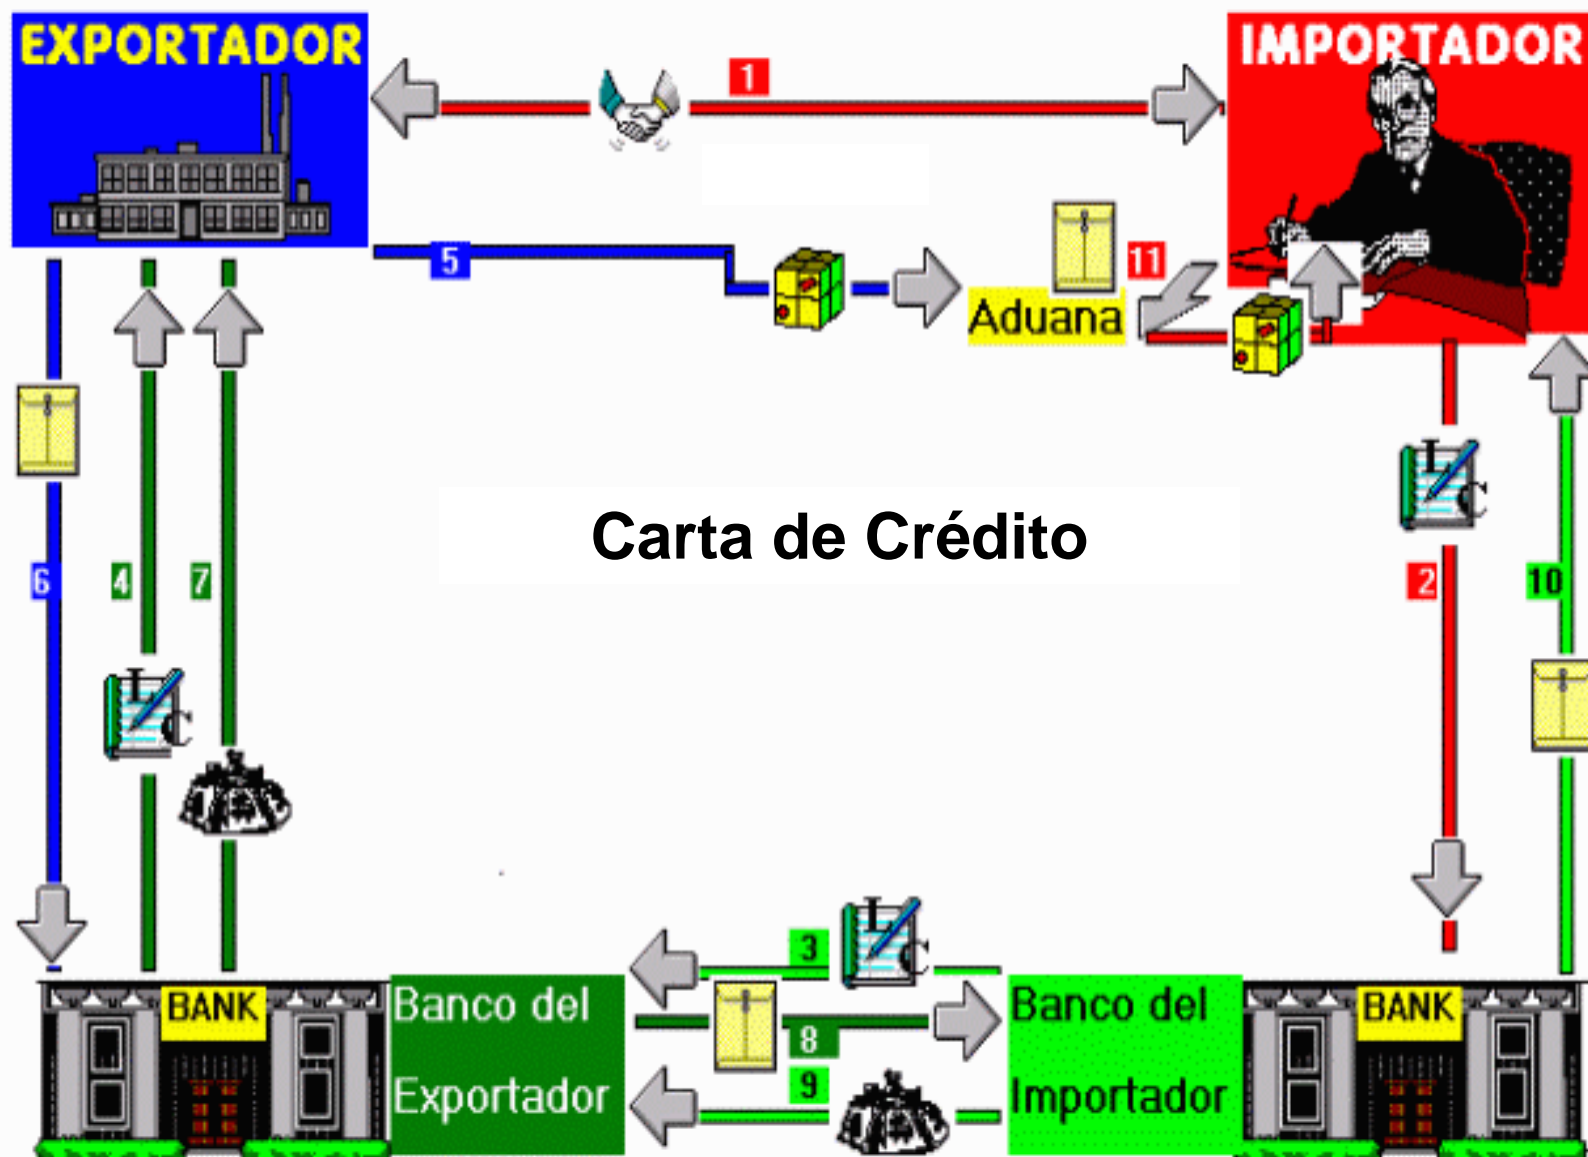 EXPORTADOR
IMPORTADOR
1
5
11
Aduana
L
C
Carta de Crédito
6
4
7
2
10
L
C
3
L
C
BANK
Banco del
Exportador
8
9
Banco del
Importador
BANK